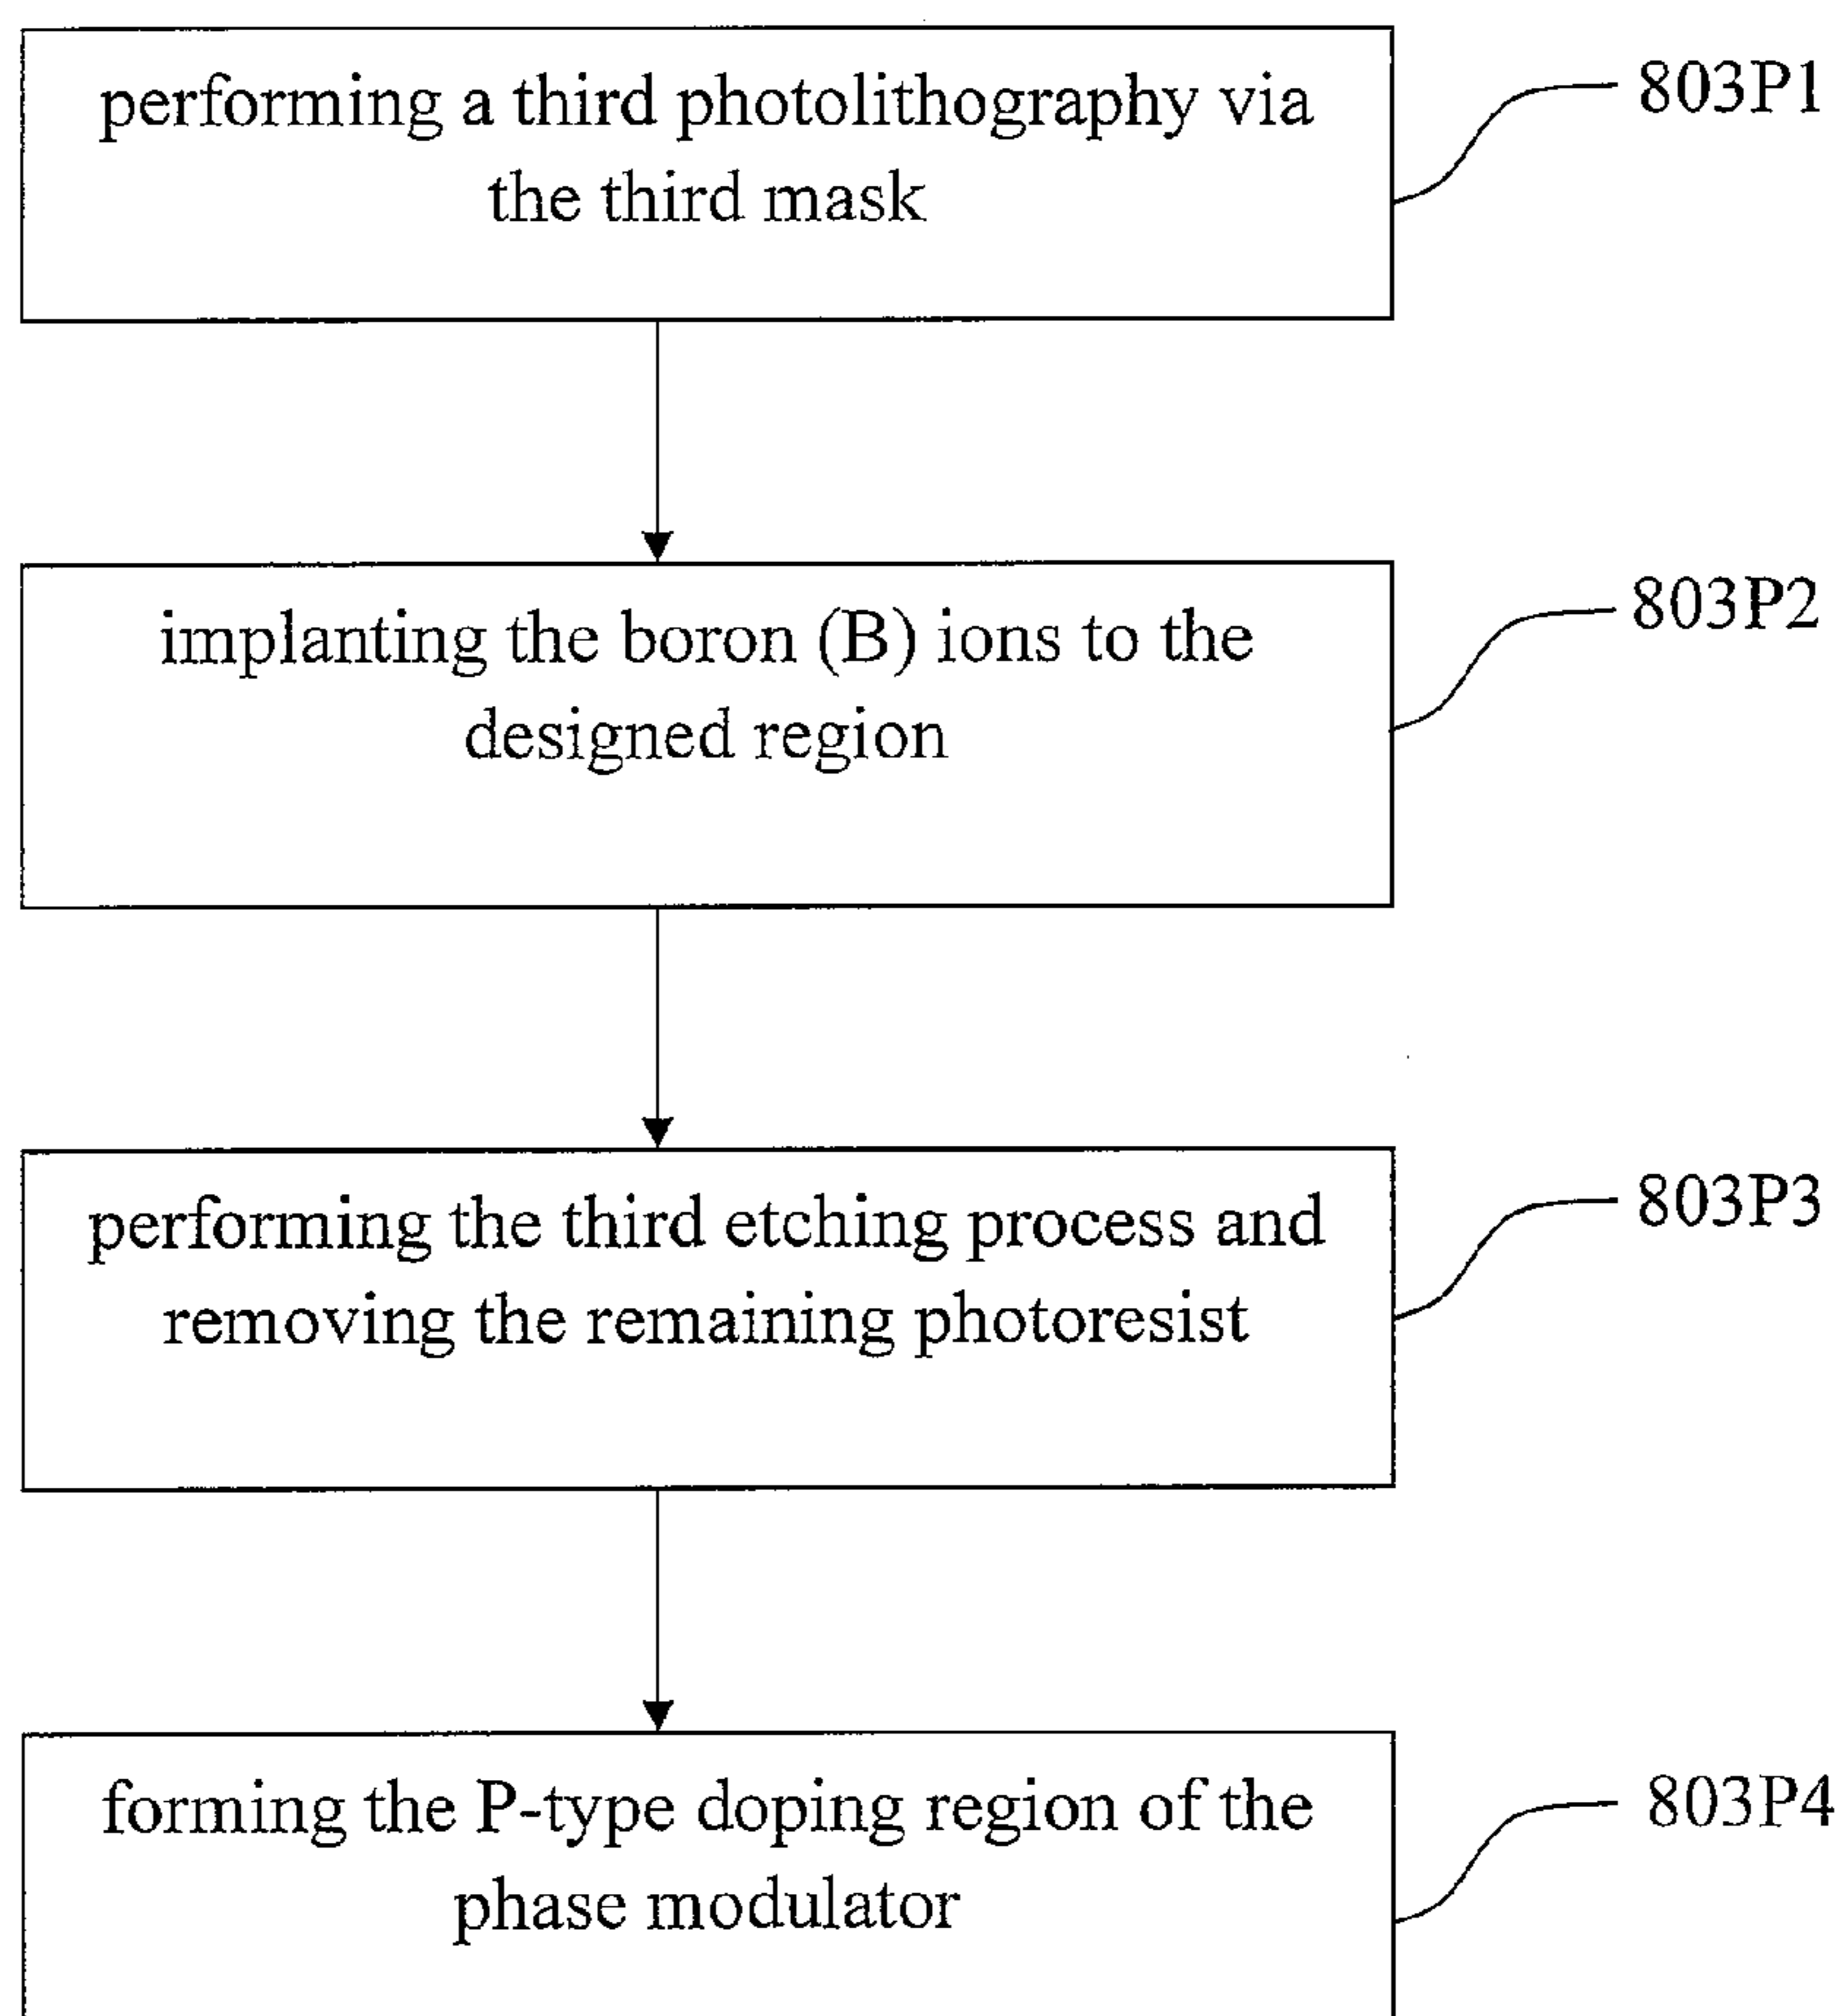 performing a third photolithography via
the third mask
803P1
implanting the boron (B) ions to the
designed region
803P2
performing the third etching process and
removing the remaining photoresist
803P3
forming the P-type doping region of the
phase modulator
803P4